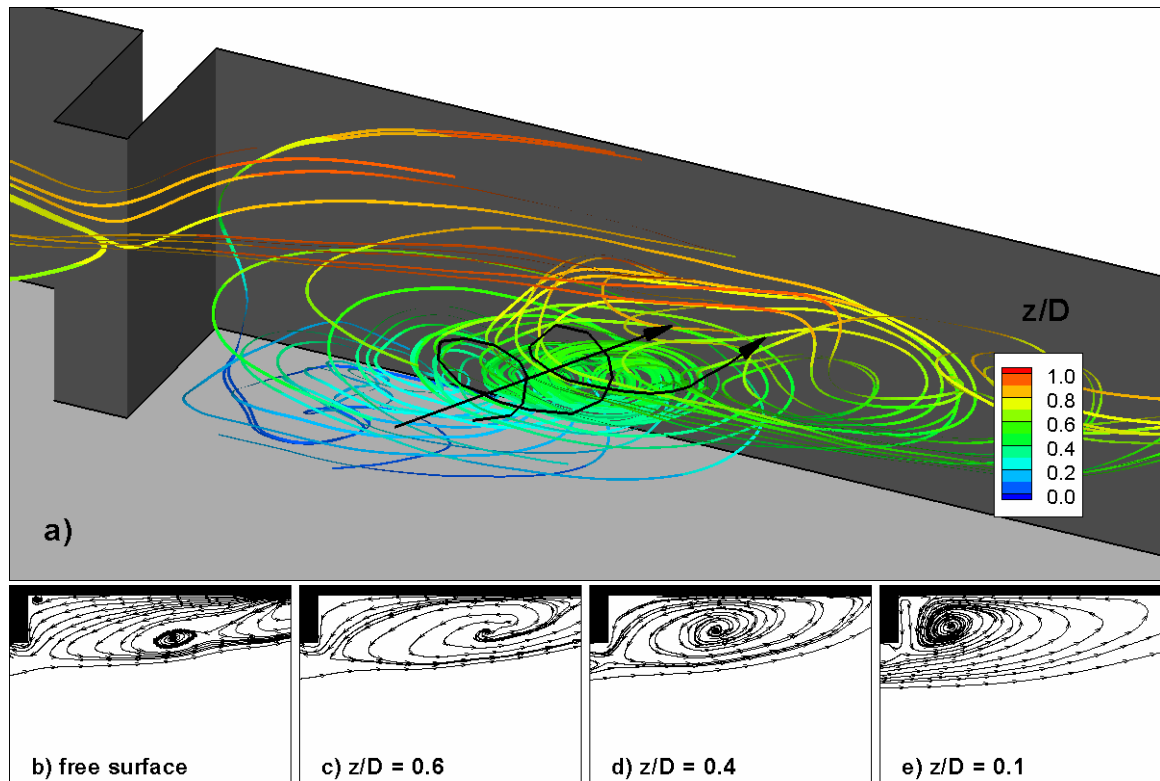 z/D
1.0
0.8
0.6
0.4
0.2
0.0
a)
b) free surface
c) z/D = 0.6
d) z/D = 0.4
e) z/D = 0.1